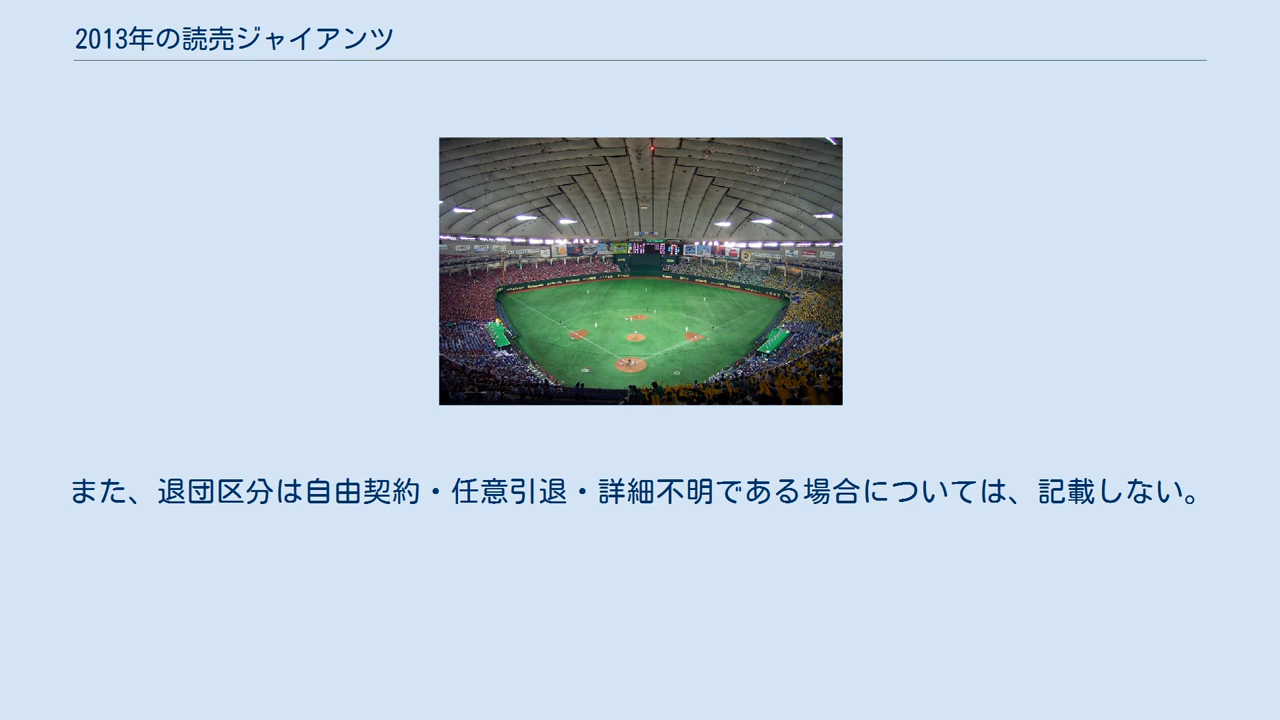 2013年の読売ジャイアンツ
また、退団区分は自由契約・任意引退・詳細不明である場合については、記載しない。